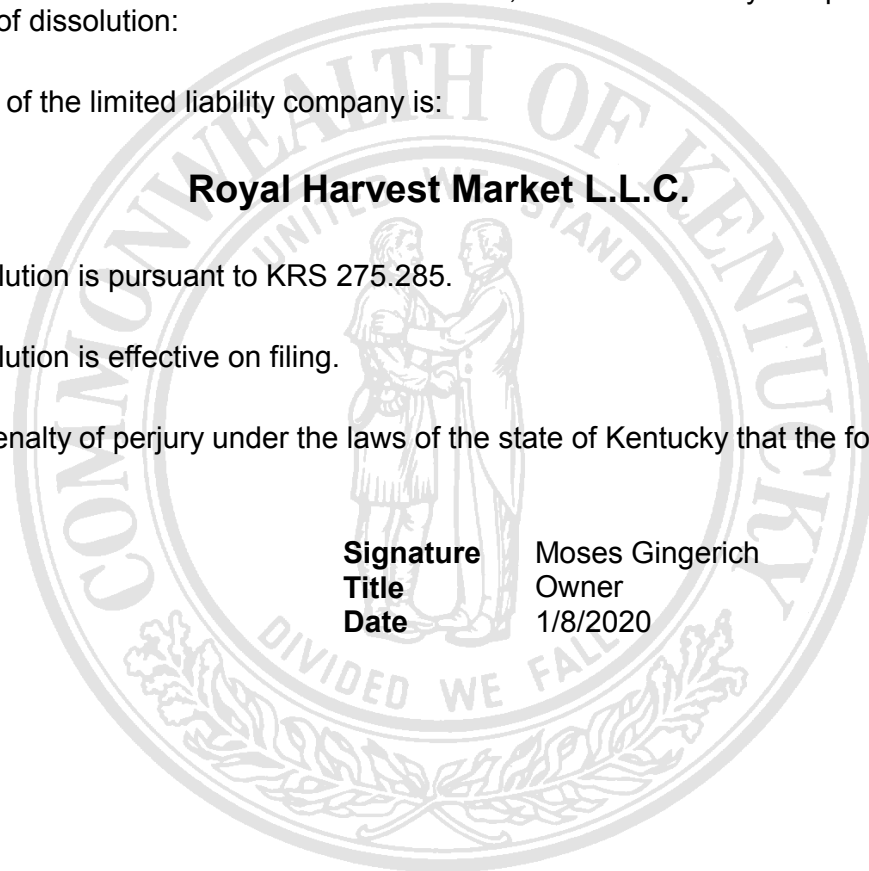 of dissolution:
of the limited liability company is:
Royal Harvest Market L.L.C.
lution is pursuant to KRS 275.285.
lution is effective on filing.
enalty of perjury under the laws of the state of Kentucky that the fo
Signature Moses Gingerich
Title Owner
Date 1/8/2020
COMMONWEALTH OF KENTUCKY
UNITED WE STAND
DIVIDED WE FALL